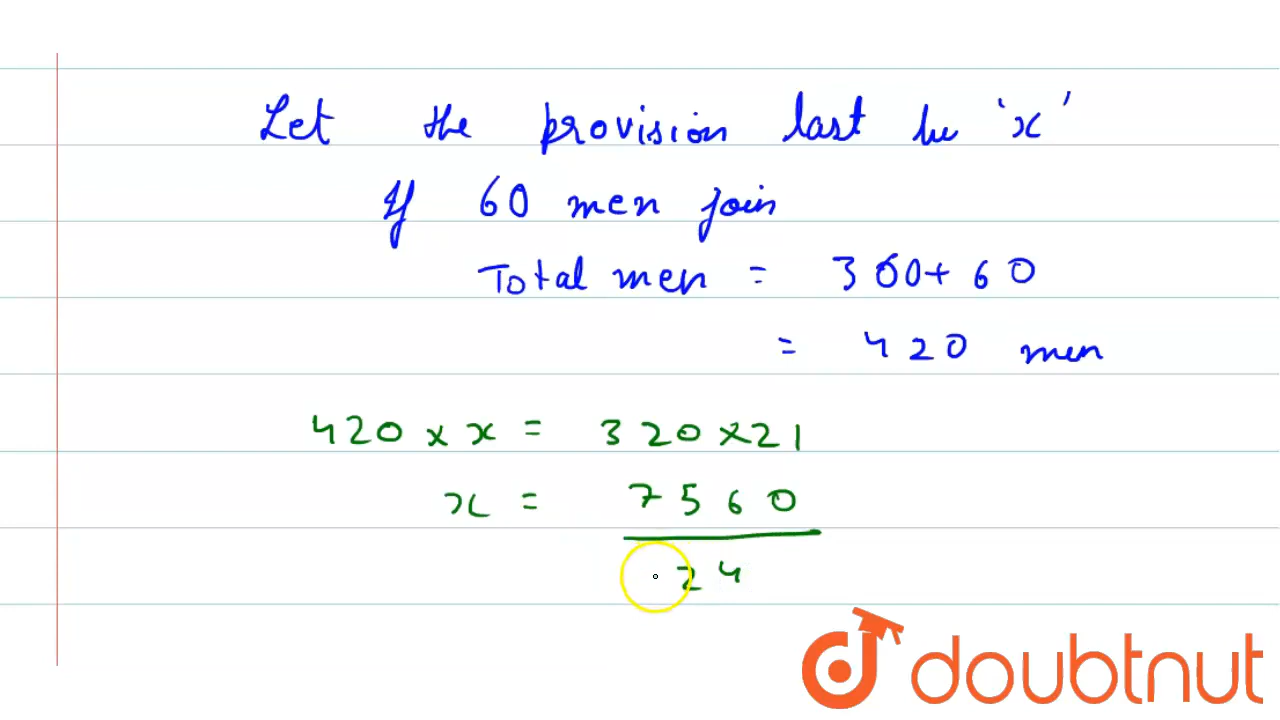 Let the provision last be 'x'
If 60 men join
Total men = 360+ 60
= 420 men
420 × x = 320 × 21
x = 7560
24
doubtnut